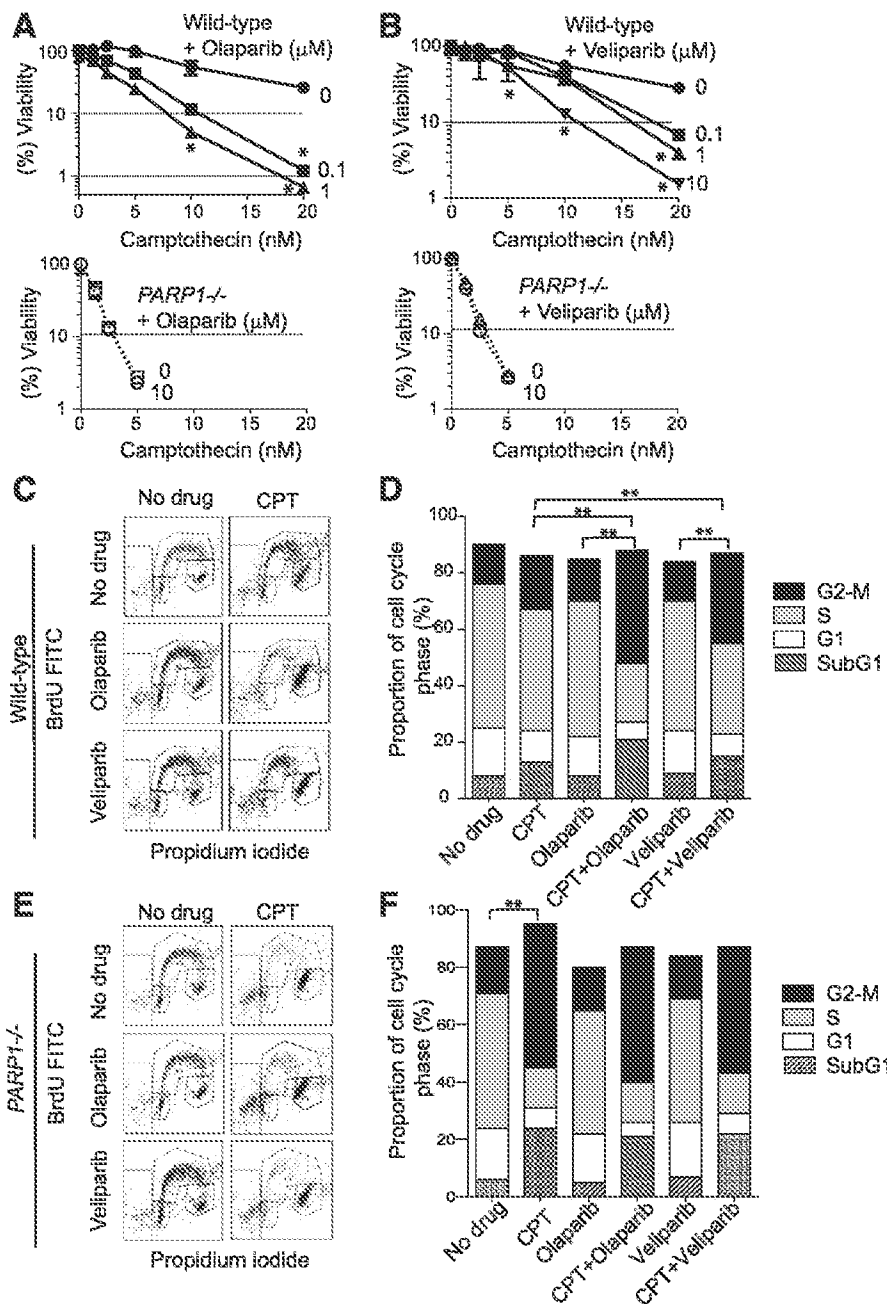 A
Wild-type
+ Olaparib (μM)
(%) Viability
100
10
1
0
0.1
1
*
*
*
0 5 10 15 20
Camptothecin (nM)
B
Wild-type
+ Veliparib (μM)
(%) Viability
100
10
1
0
0.1
1
10
*
*
*
*
0 5 10 15 20
Camptothecin (nM)
PARP1-/-
+ Olaparib (μM)
(%) Viability
100
10
1
0
10
0 5 10 15 20
Camptothecin (nM)
PARP1-/-
+ Veliparib (μM)
(%) Viability
100
10
1
0
10
0 5 10 15 20
Camptothecin (nM)
C
No drug CPT
Wild-type
BrdU FITC
No drug
Olaparib
Veliparib
Propidium iodide
D
Proportion of cell cycle
phase (%)
100
80
60
40
20
0
**
**
**
**
G2-M
S
G1
SubG1
No drug
CPT
Olaparib
CPT+Olaparib
Veliparib
CPT+Veliparib
E
No drug CPT
PARP1-/-
BrdU FITC
No drug
Olaparib
Veliparib
Propidium iodide
F
Proportion of cell cycle
phase (%)
100
80
60
40
20
0
**
G2-M
S
G1
SubG1
No drug
CPT
Olaparib
CPT+Olaparib
Veliparib
CPT+Veliparib